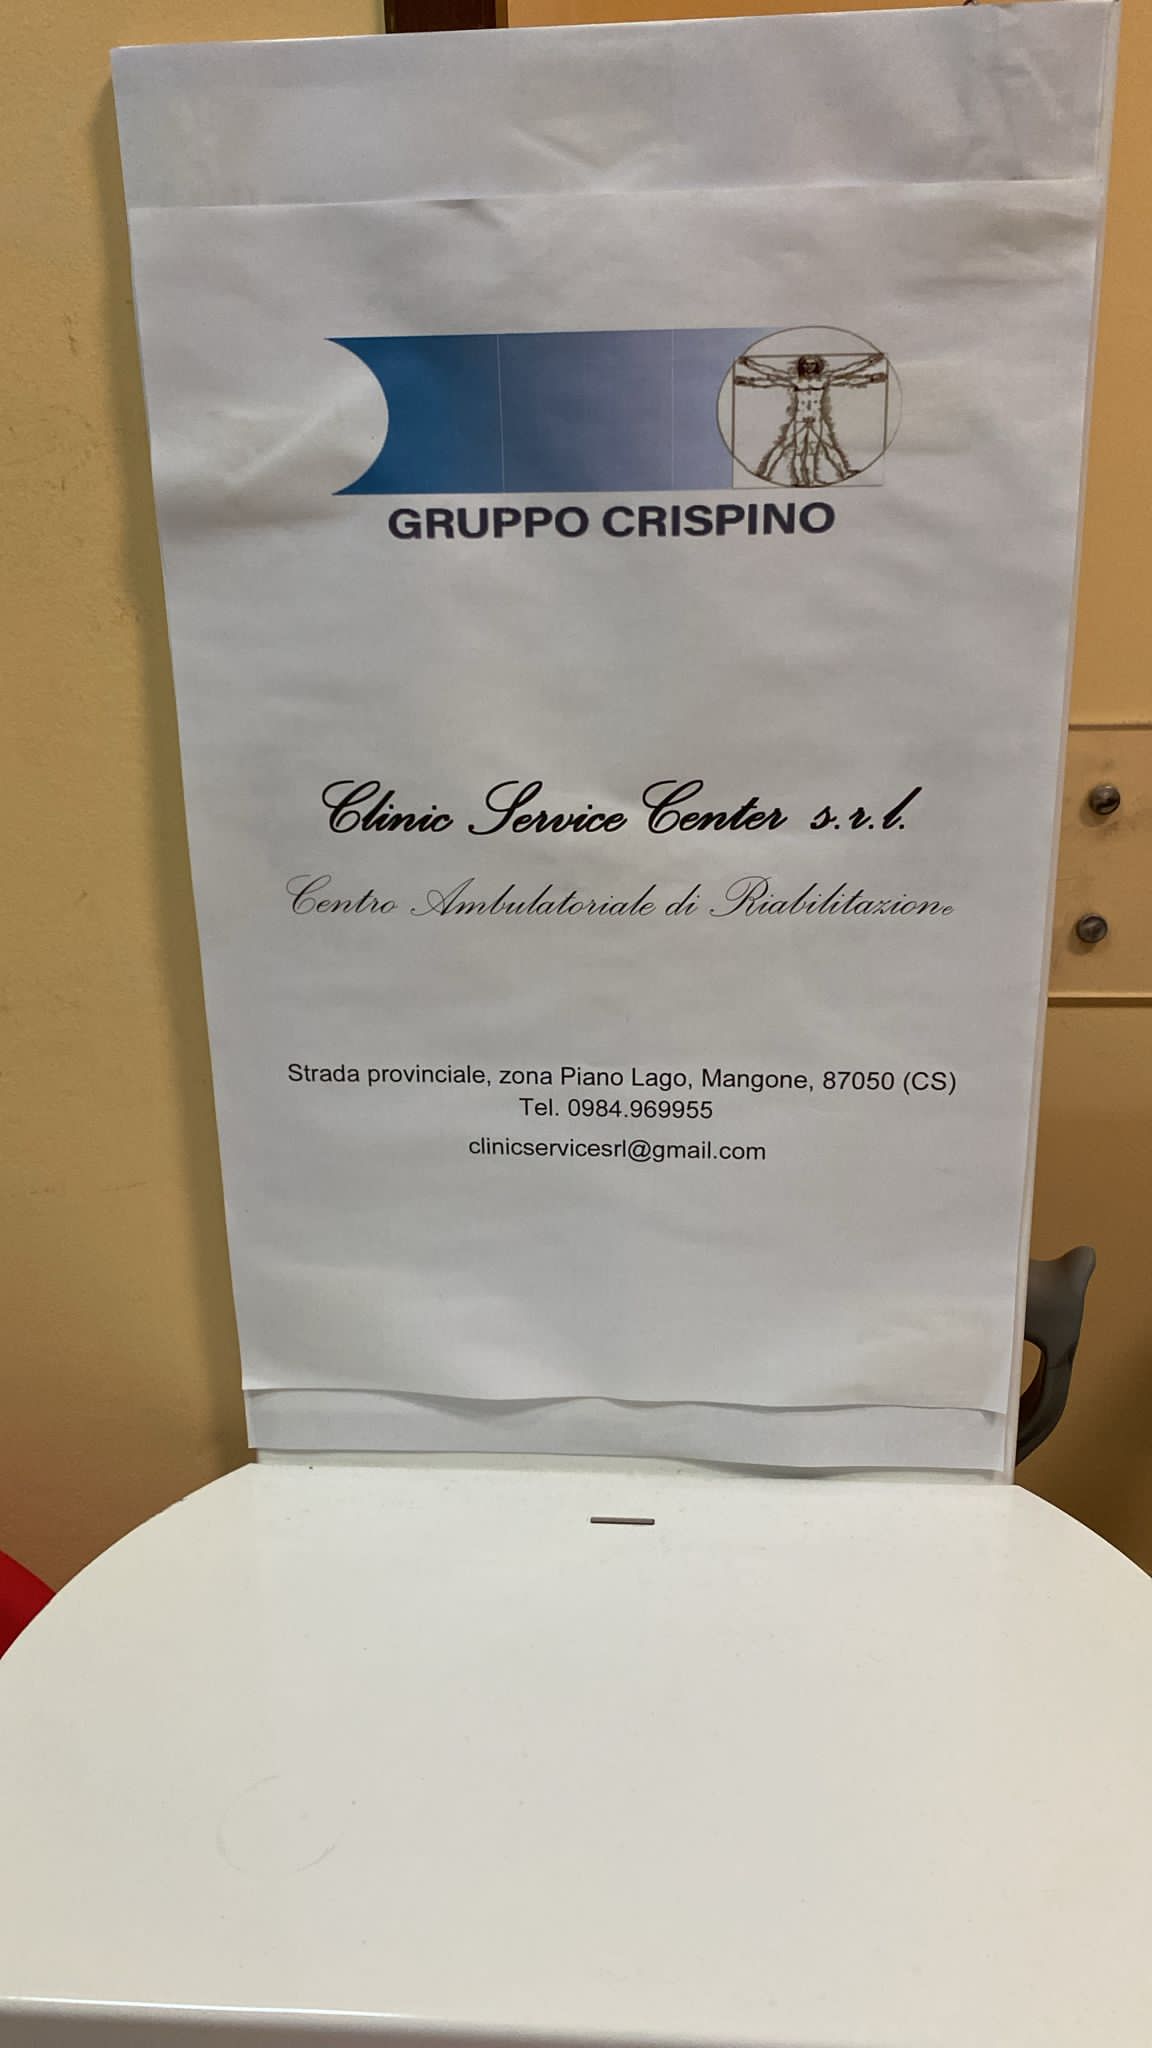 GRUPPO CRISPINO
Clinic Service Center s.r.l.
Centro Ambulatoriale di Riabilitazione
Strada provinciale, zona Piano Lago, Mangone, 87050 (CS)
Tel. 0984.969955
clinicservicesrl@gmail.com